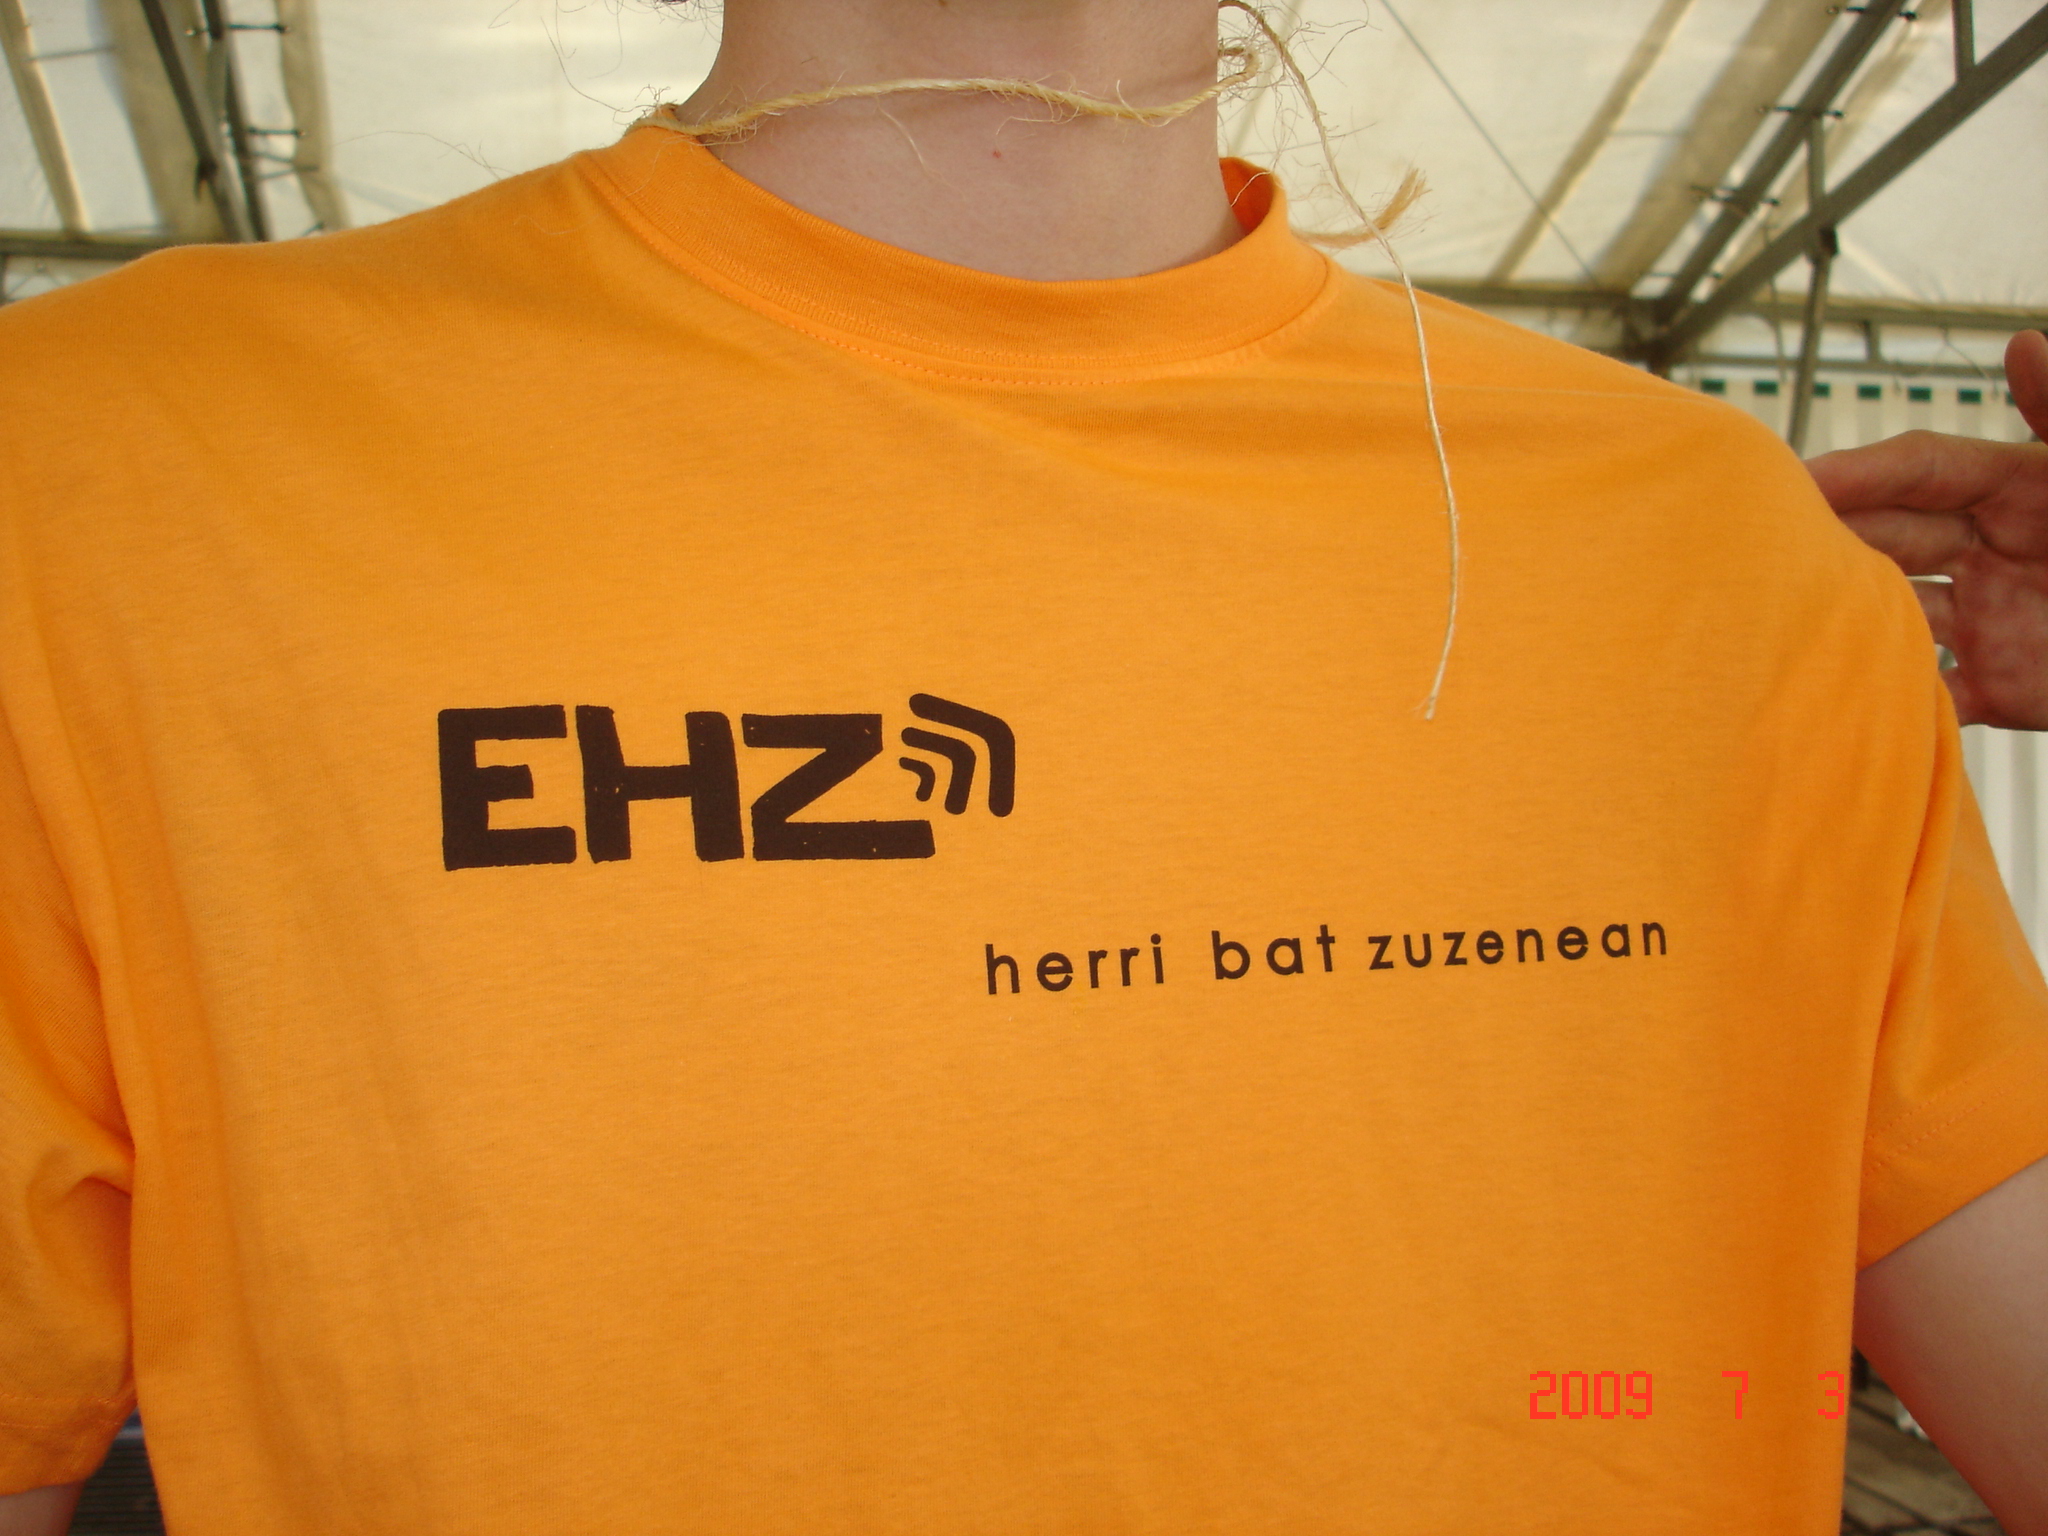 EHZ
herri bat zuzenean
2009 7 3